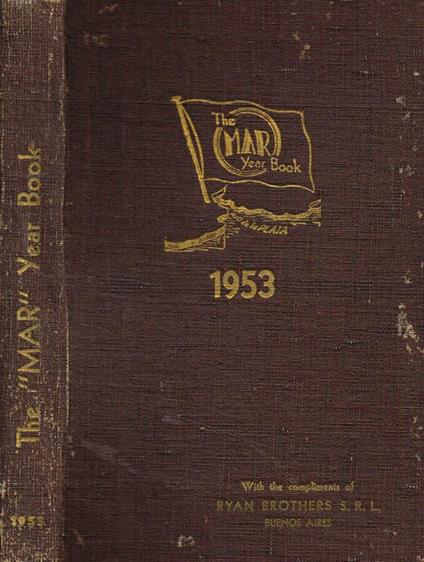 The "MAR" Year Book
1953
The
MAR
Year Book
RIO de la PLATA
1953
With the compliments of
RYAN BROTHERS S. R. L.
BUENOS AIRES